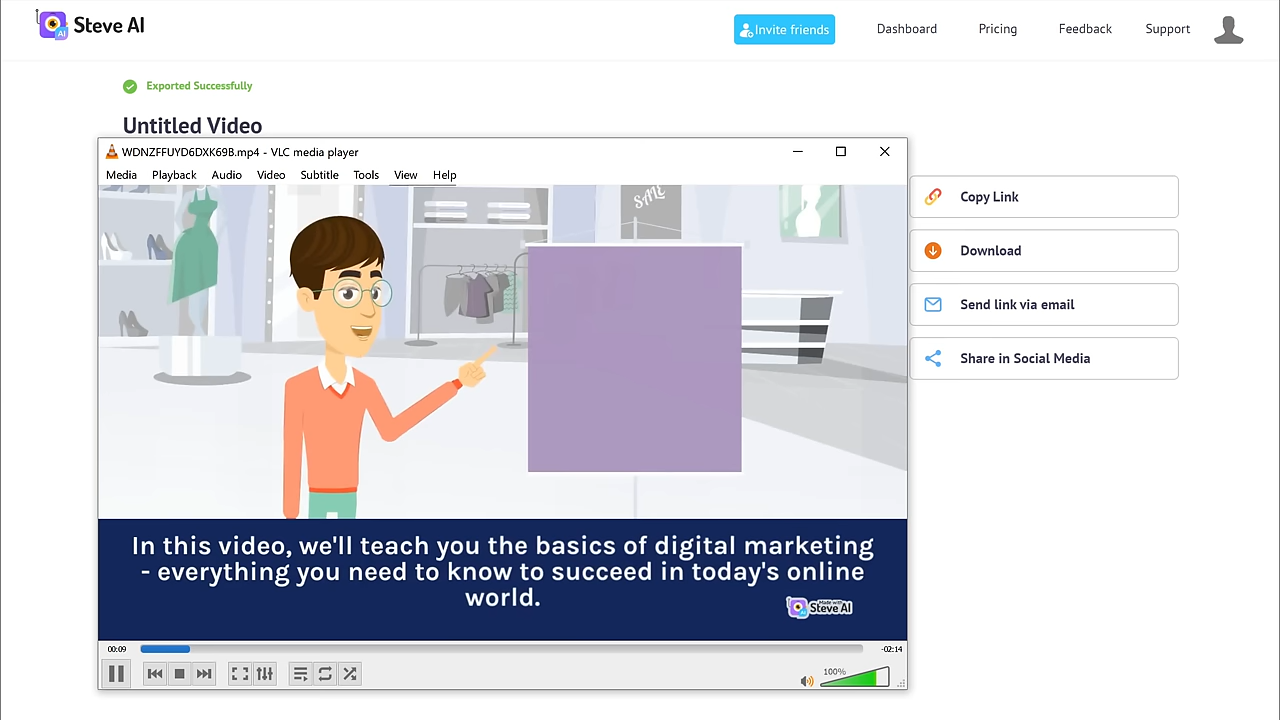 Steve AI
Invite friends
Dashboard
Pricing
Feedback
Support
Exported Successfully
Untitled Video
WDNZFFUYD6DXK69B.mp4 - VLC media player
Media Playback Audio Video Subtitle Tools View Help
SALE
In this video, we'll teach you the basics of digital marketing
- everything you need to know to succeed in today's online
world.
Made with
Steve AI
00:09
-02:14
100%
Copy Link
Download
Send link via email
Share in Social Media